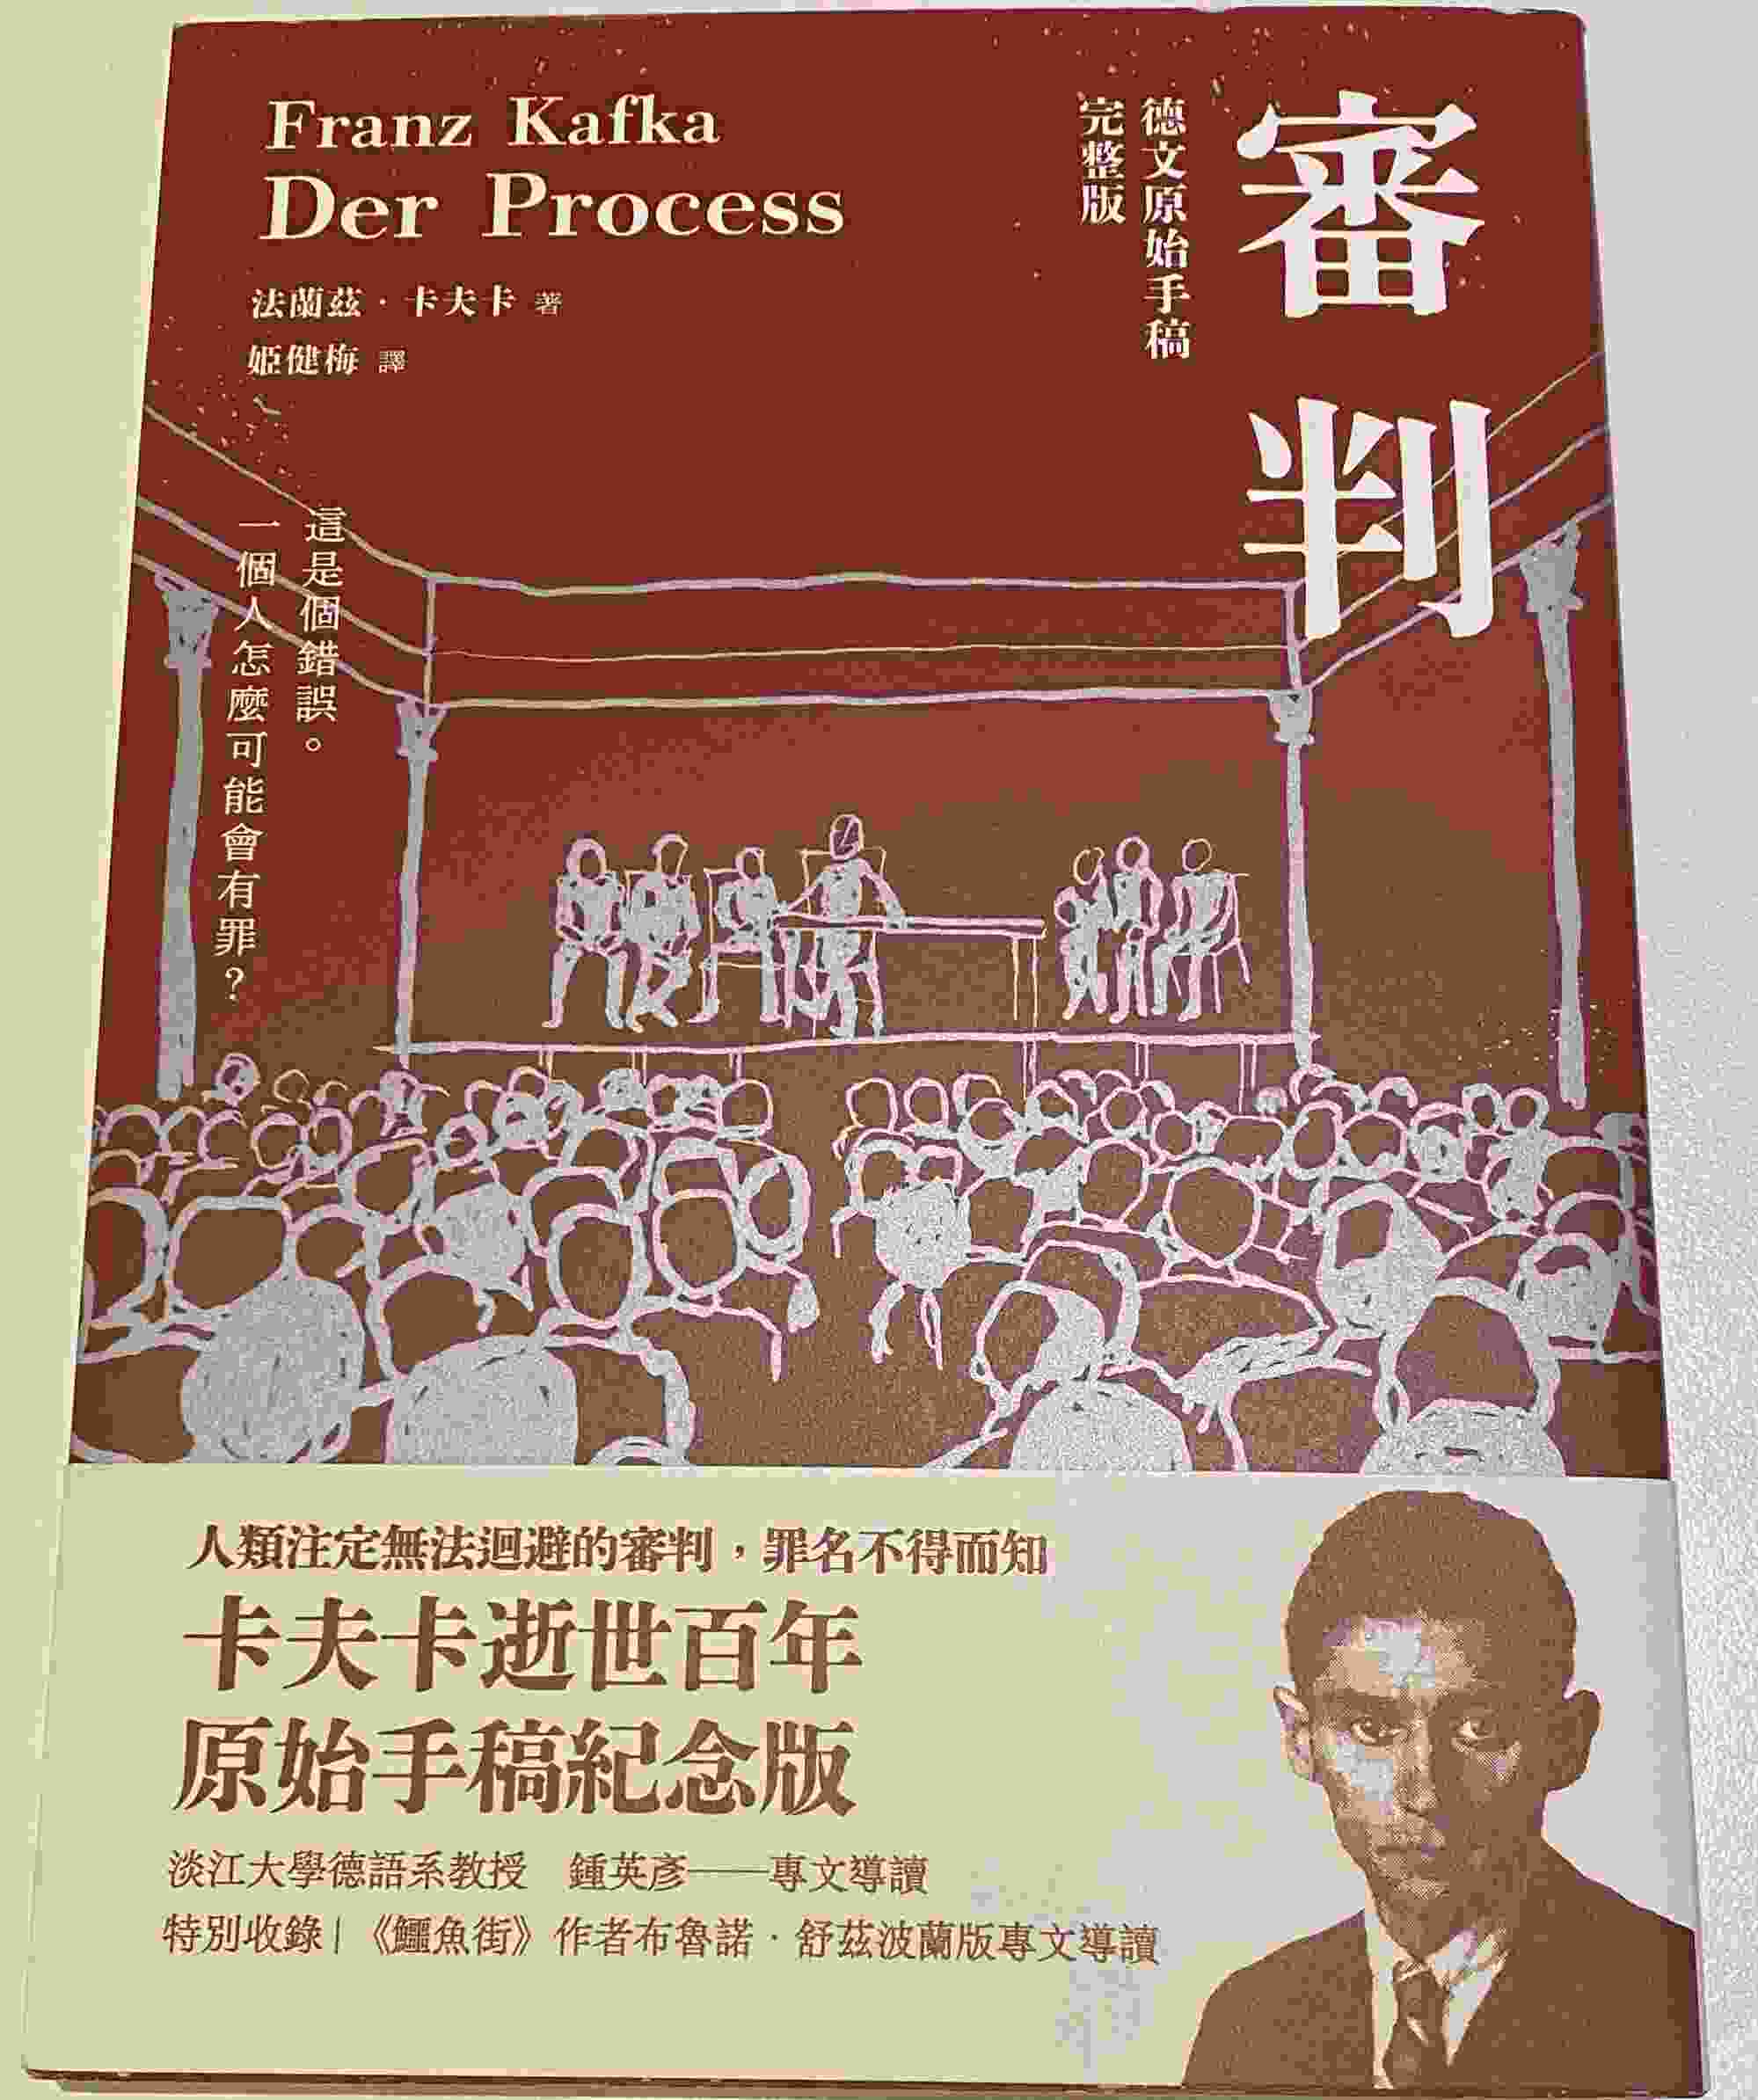 Franz Kafka
Der Process
法蘭茲·卡夫卡 著
姬健梅 譯
審判
德文原始手稿
完整版
這是個錯誤。
一個人怎麼可能會有罪?
人類注定無法迴避的審判,罪名不得而知
卡夫卡逝世百年
原始手稿紀念版
淡江大學德語系教授 鍾英彥──專文導讀
特別收錄|《鱷魚街》作者布魯諾·舒茲波蘭版專文導讀